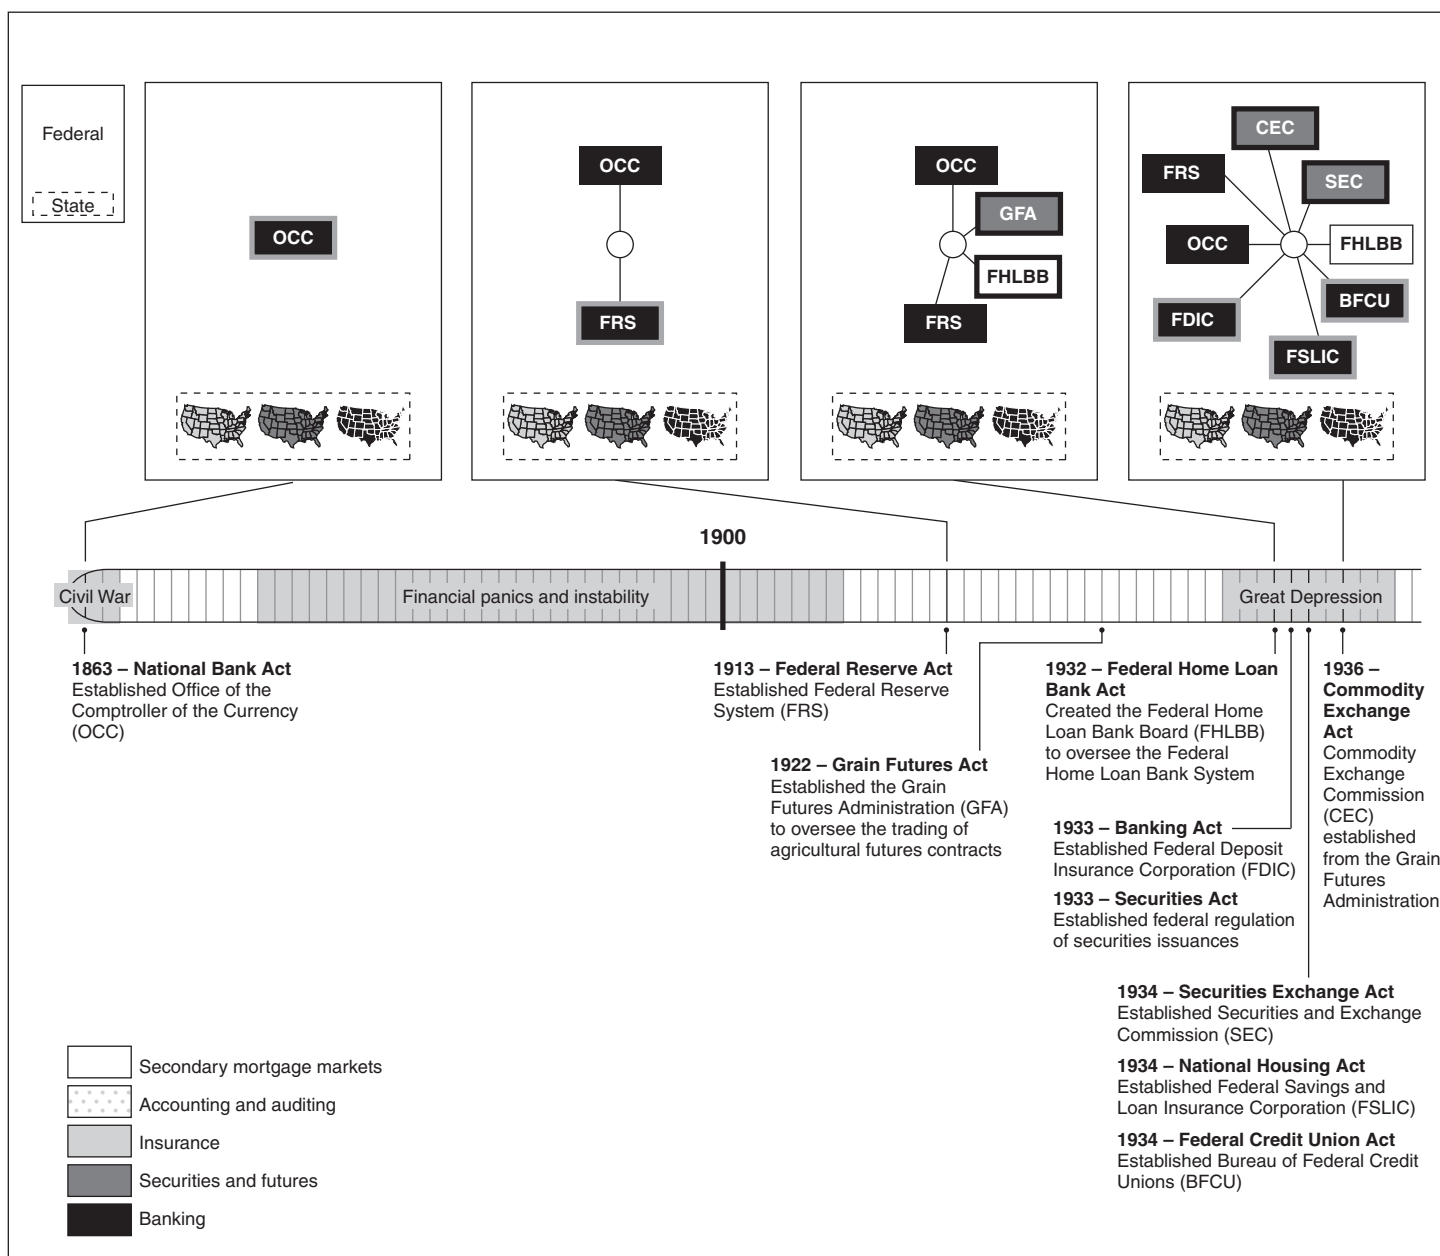 Federal
State
OCC
OCC
FRS
OCC
GFA
FHLBB
FRS
CEC
FRS
SEC
OCC
FHLBB
BFCU
FDIC
FSLIC
1900
Civil War
Financial panics and instability
Great Depression
1863 – National Bank Act
Established Office of the
Comptroller of the Currency
(OCC)
1913 – Federal Reserve Act
Established Federal Reserve
System (FRS)
1922 – Grain Futures Act
Established the Grain
Futures Administration (GFA)
to oversee the trading of
agricultural futures contracts
1932 – Federal Home Loan
Bank Act
Created the Federal Home
Loan Bank Board (FHLBB)
to oversee the Federal
Home Loan Bank System
1933 – Banking Act
Established Federal Deposit
Insurance Corporation (FDIC)
1933 – Securities Act
Established federal regulation
of securities issuances
1934 – Securities Exchange Act
Established Securities and Exchange
Commission (SEC)
1934 – National Housing Act
Established Federal Savings and
Loan Insurance Corporation (FSLIC)
1934 – Federal Credit Union Act
Established Bureau of Federal Credit
Unions (BFCU)
1936 –
Commodity
Exchange
Act
Commodity
Exchange
Commission
(CEC)
established
from the Grain
Futures
Administration
Secondary mortgage markets
Accounting and auditing
Insurance
Securities and futures
Banking